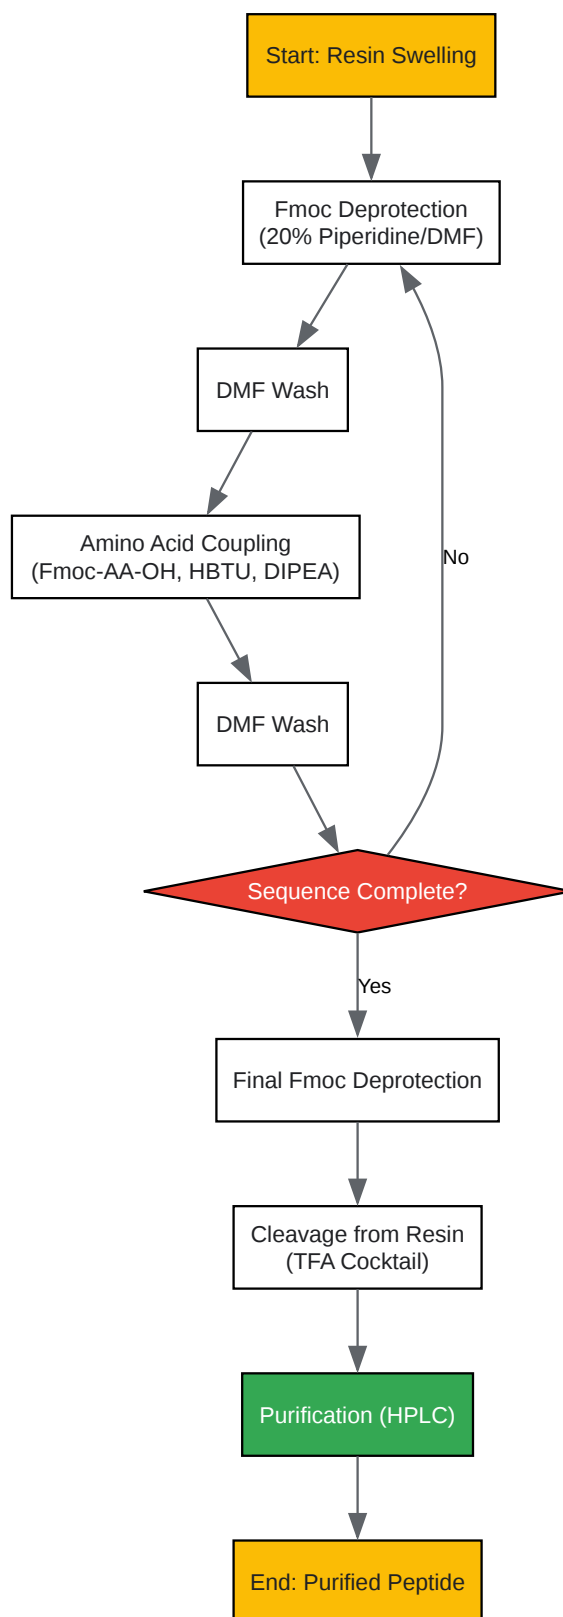 Start: Resin Swelling
Fmoc Deprotection
(20% Piperidine/DMF)
DMF Wash
Amino Acid Coupling
(Fmoc-AA-OH, HBTU, DIPEA)
No
DMF Wash
Sequence Complete?
Yes
Final Fmoc Deprotection
Cleavage from Resin
(TFA Cocktail)
Purification (HPLC)
End: Purified Peptide